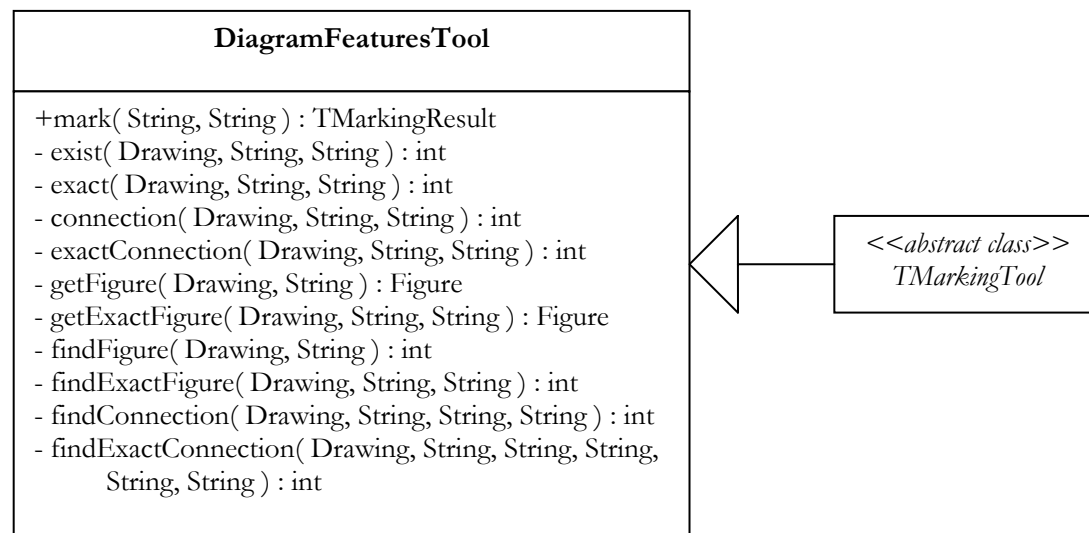 DiagramFeaturesTool
+mark( String, String ) : TMarkingResult
- exist( Drawing, String, String ) : int
- exact( Drawing, String, String ) : int
- connection( Drawing, String, String ) : int
- exactConnection( Drawing, String, String ) : int
- getFigure( Drawing, String ) : Figure
- getExactFigure( Drawing, String, String ) : Figure
- findFigure( Drawing, String ) : int
- findExactFigure( Drawing, String, String ) : int
- findConnection( Drawing, String, String, String ) : int
- findExactConnection( Drawing, String, String, String,
String, String ) : int
<<abstract class>>
TMarkingTool